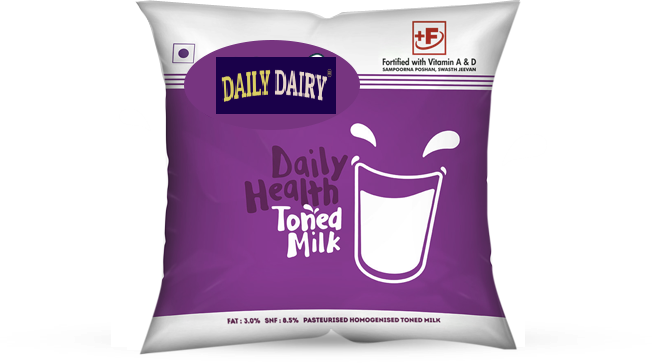 +F
Fortified with Vitamin A & D
SAMPOORNA POSHAN, SWASTH JEEVAN
DAILY DAIRY®
Daily
Health
Toned
Milk
FAT : 3.0% SNF : 8.5% PASTEURISED HOMOGENISED TONED MILK